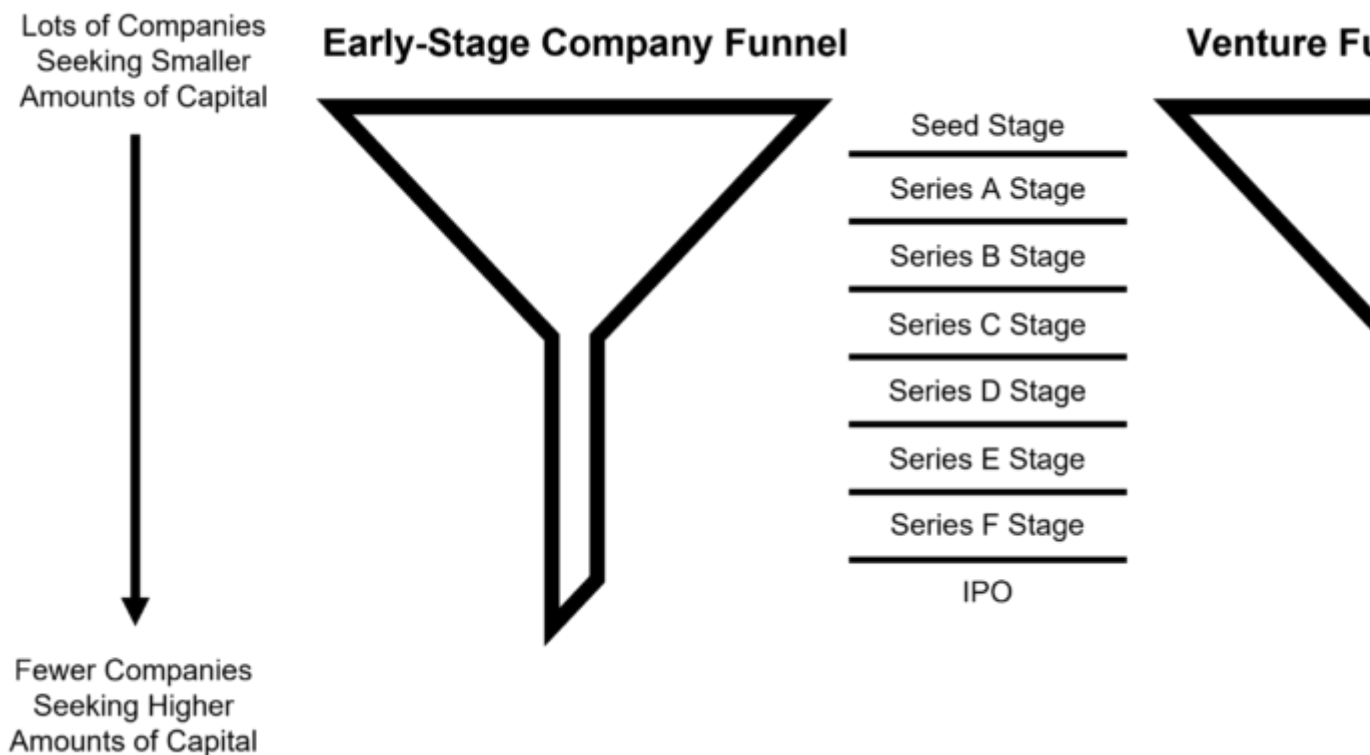 Lots of Companies
Seeking Smaller
Amounts of Capital
Early-Stage Company Funnel
Seed Stage
Series A Stage
Series B Stage
Series C Stage
Series D Stage
Series E Stage
Series F Stage
IPO
Venture
Fewer Companies
Seeking Higher
Amounts of Capital